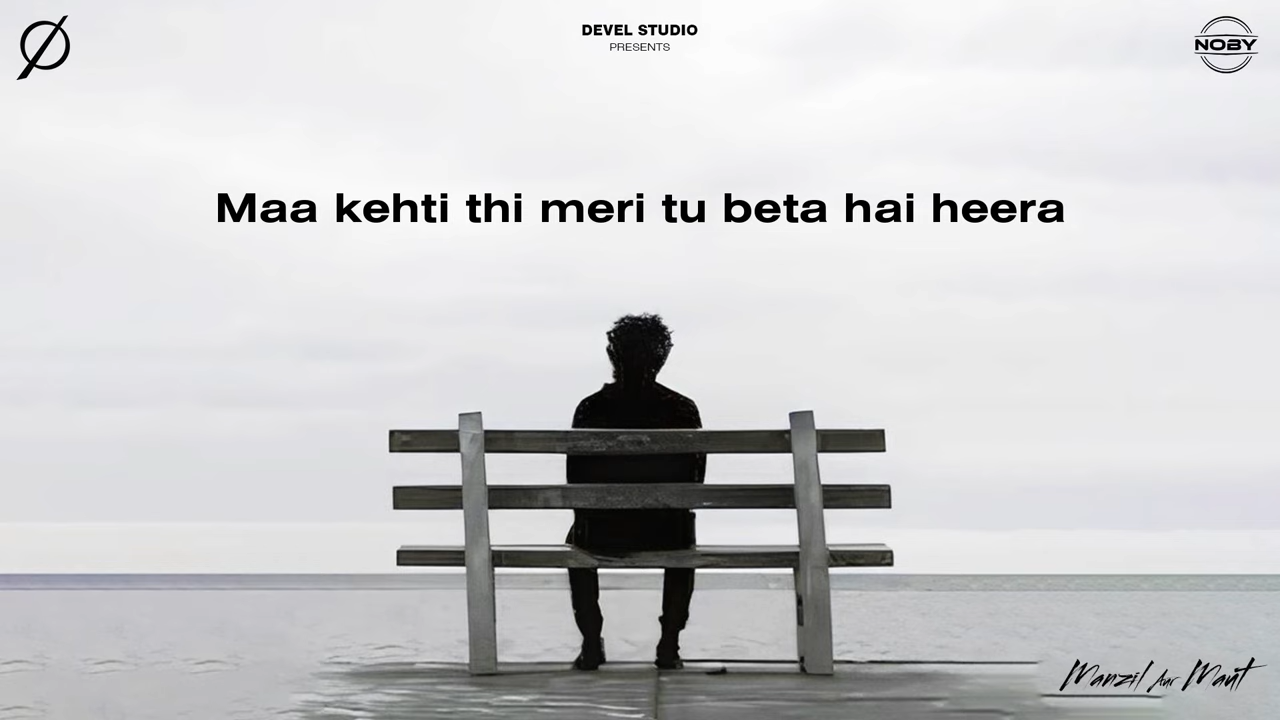 DEVEL STUDIO
PRESENTS
NOBY
Maa kehti thi meri tu beta hai heera
Manzil Aur Maut